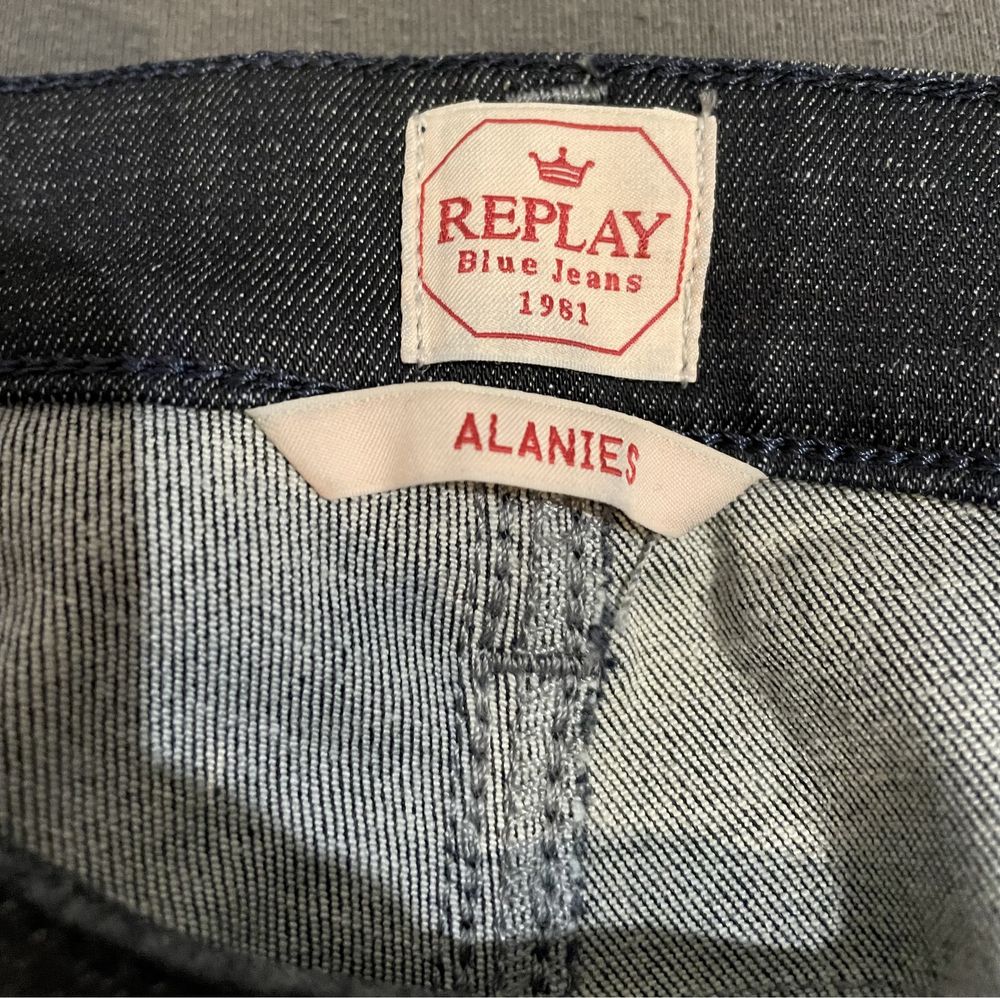 REPLAY
Blue Jeans
1981
ALANIES